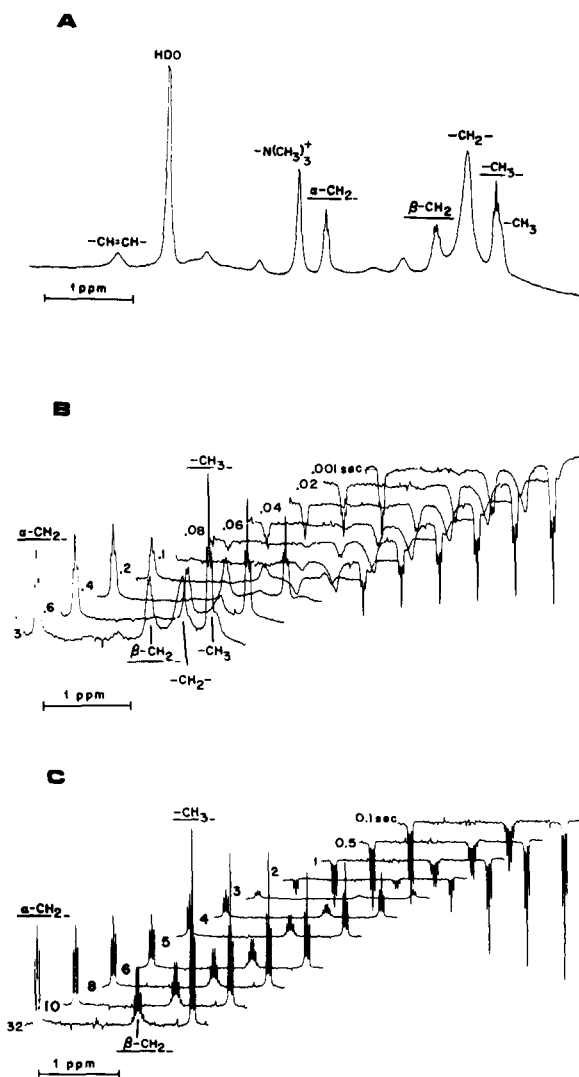 A
HDO
-N(CH3)3+
α-CH2-
-CH=CH-
β-CH2
-CH2-
-CH3-
-CH3
1 ppm
B
-CH3-
.001 sec
.02
.04
.06
.08
.1
.2
.4
.6
3
α-CH2-
β-CH2-
-CH2-
-CH3
1 ppm
C
-CH3-
0.1 sec
0.5
1
2
3
4
5
6
8
10
32
α-CH2-
β-CH2-
1 ppm